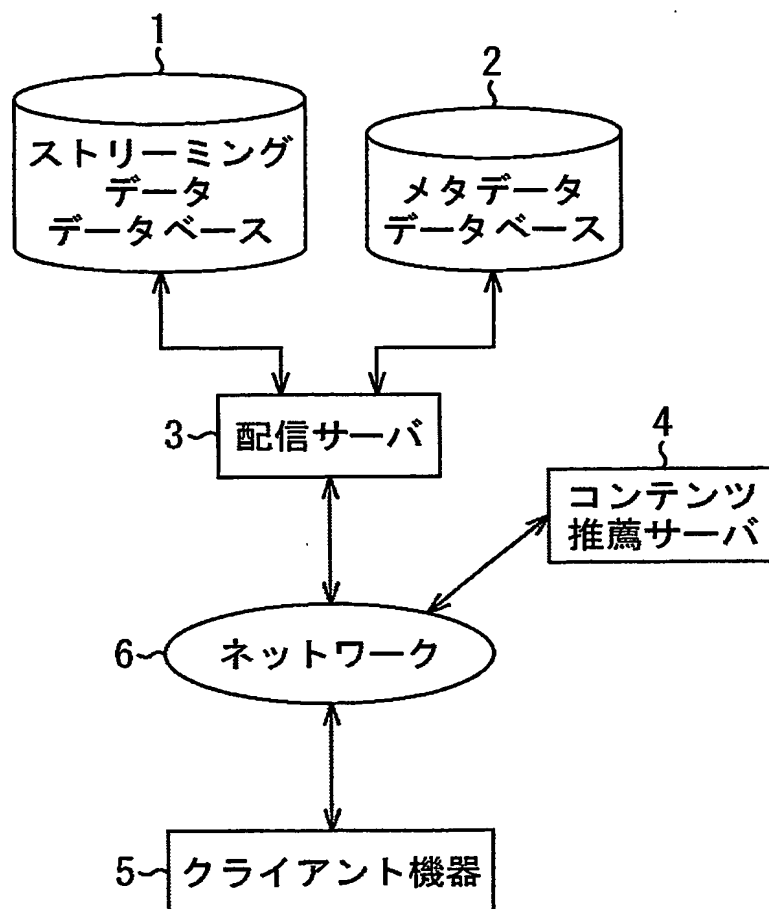 1
ストリーミング
データ
データベース
2
メタデータ
データベース
3
配信サーバ
4
コンテンツ
推薦サーバ
6
ネットワーク
5
クライアント機器